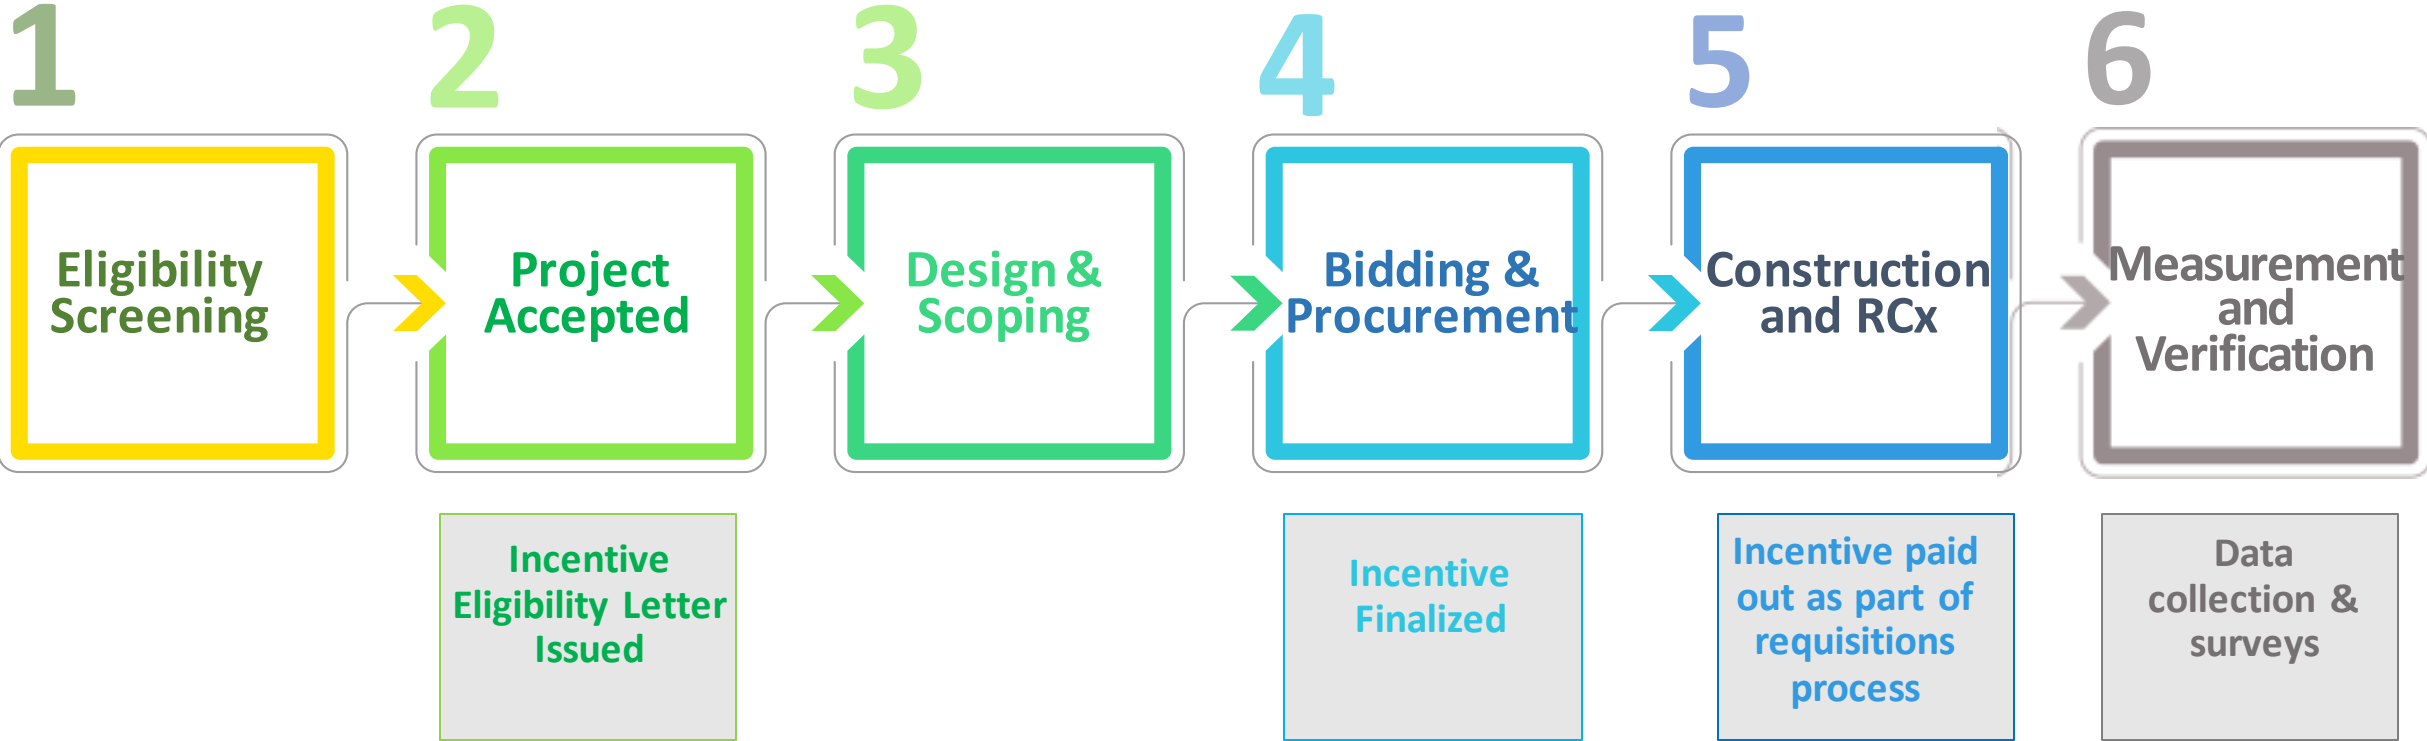 1
2
3
4
5
6
Eligibility
Screening
Project
Accepted
Design &
Scoping
Bidding &
Procurement
Construction
and RCx
Measurement
and
Verification
Incentive
Eligibility Letter
Issued
Incentive
Finalized
Incentive paid
out as part of
requisitions
process
Data
collection &
surveys